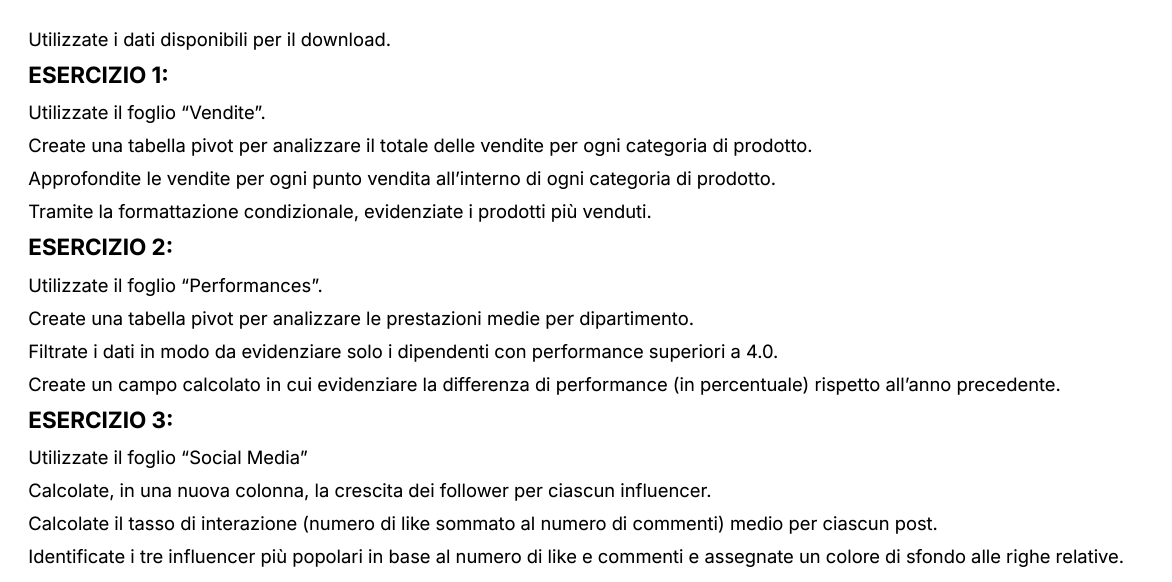 Utilizzate i dati disponibili per il download.
ESERCIZIO 1:
Utilizzate il foglio “Vendite”.
Create una tabella pivot per analizzare il totale delle vendite per ogni categoria di prodotto.
Approfondite le vendite per ogni punto vendita all’interno di ogni categoria di prodotto.
Tramite la formattazione condizionale, evidenziate i prodotti più venduti.
ESERCIZIO 2:
Utilizzate il foglio “Performances”.
Create una tabella pivot per analizzare le prestazioni medie per dipartimento.
Filtrate i dati in modo da evidenziare solo i dipendenti con performance superiori a 4.0.
Create un campo calcolato in cui evidenziare la differenza di performance (in percentuale) rispetto all’anno precedente.
ESERCIZIO 3:
Utilizzate il foglio “Social Media”
Calcolate, in una nuova colonna, la crescita dei follower per ciascun influencer.
Calcolate il tasso di interazione (numero di like sommato al numero di commenti) medio per ciascun post.
Identificate i tre influencer più popolari in base al numero di like e commenti e assegnate un colore di sfondo alle righe relative.